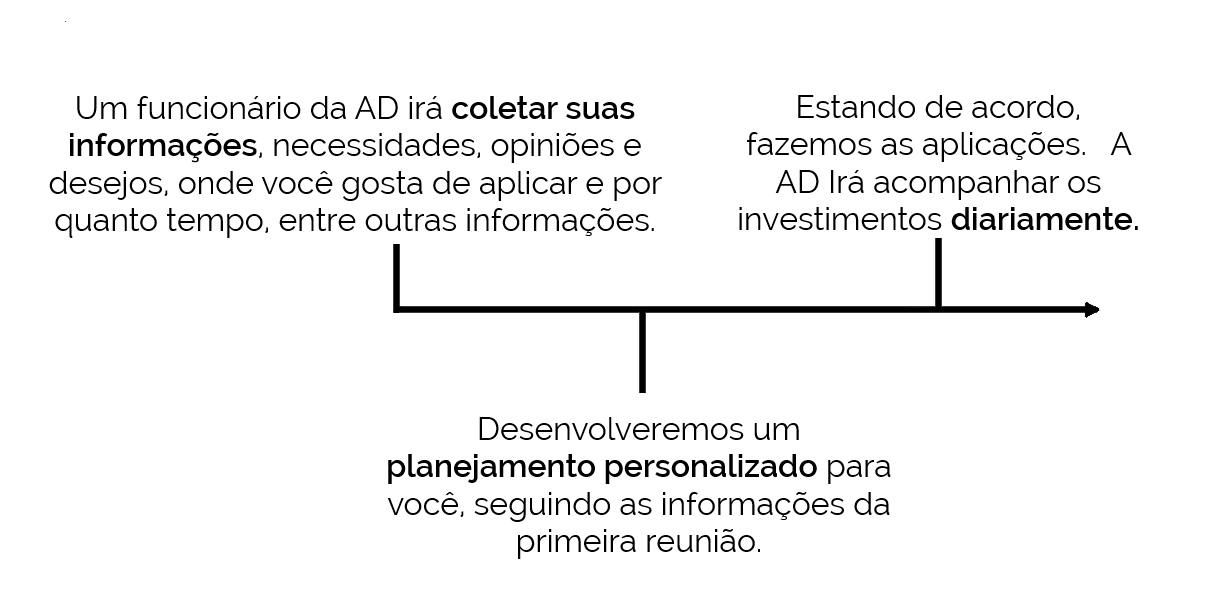 Um funcionário da AD irá coletar suas
informações, necessidades, opiniões e
desejos, onde você gosta de aplicar e por
quanto tempo, entre outras informações.
Estando de acordo,
fazemos as aplicações.   A
AD Irá acompanhar os
investimentos diariamente.
Desenvolveremos um
planejamento personalizado para
você, seguindo as informações da
primeira reunião.